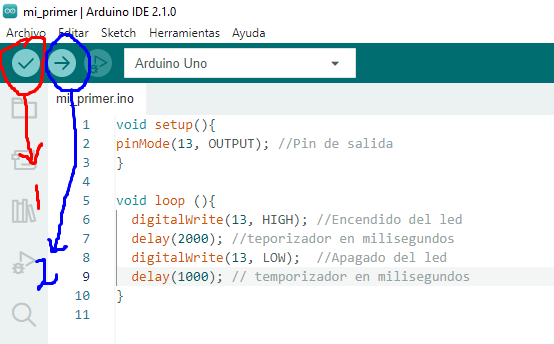 mi_primer | Arduino IDE 2.1.0
Archivo Editar Sketch Herramientas Ayuda
Arduino Uno
mi_primer.ino
1 void setup(){
2 pinMode(13, OUTPUT); //Pin de salida
3 }
4
5 void loop (){
6 digitalWrite(13, HIGH); //Encendido del led
7 delay(2000); //teporizador en milisegundos
8 digitalWrite(13, LOW); //Apagado del led
9 delay(1000); // temporizador en milisegundos
10 }
11
1
2